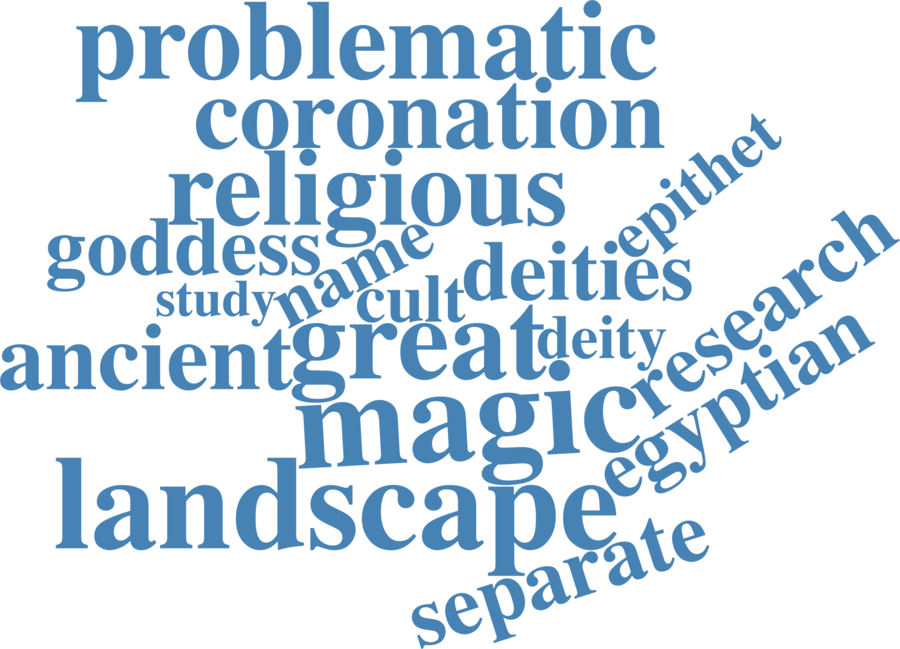 problematic
coronation
epithet
religious
goddess
name
deities
study
cult
research
great
deity
ancient
egyptian
magic
landscape
separate